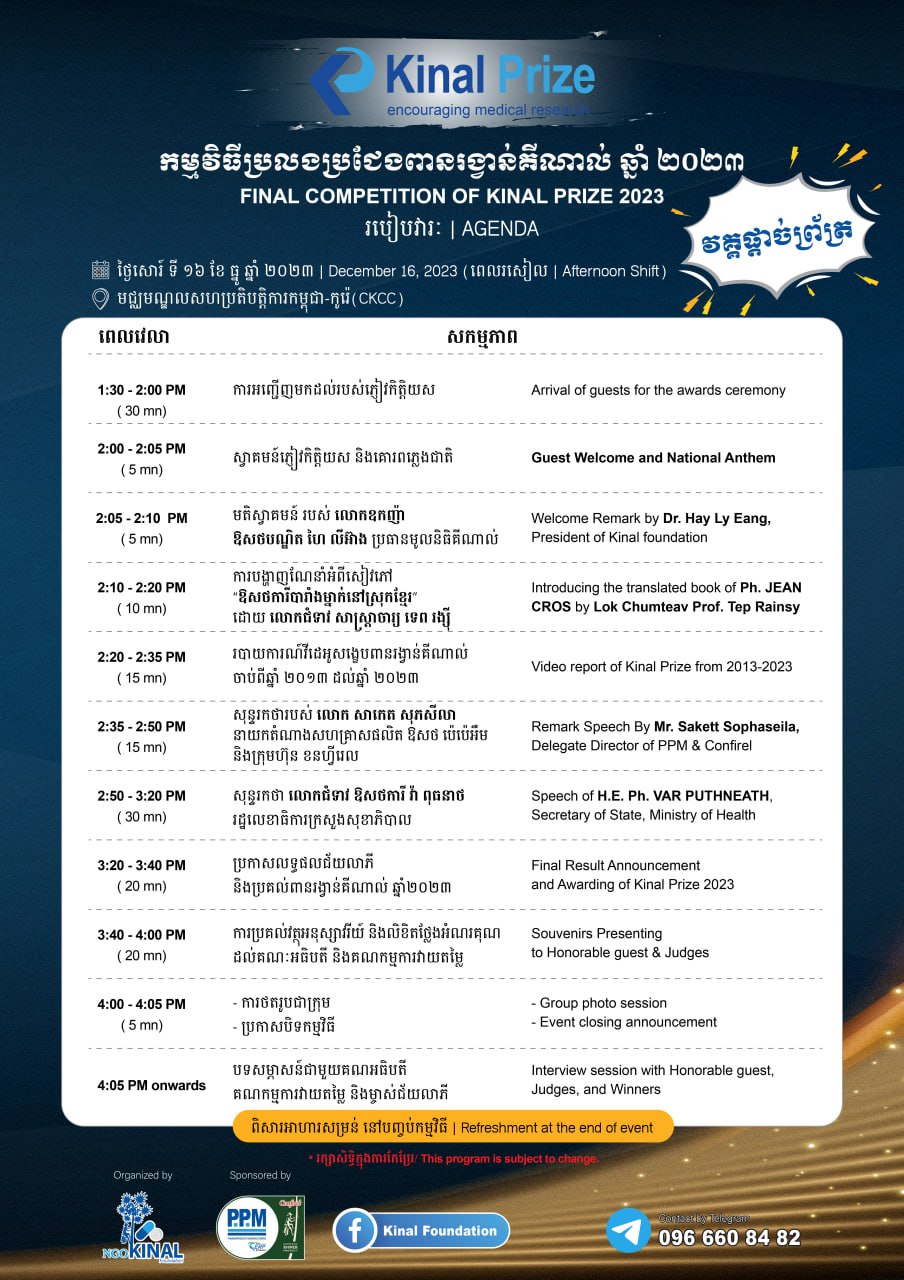 Kinal Prize
encouraging medical research
កម្មវិធីប្រលងប្រជែងពានរង្វាន់គីណាល់ ឆ្នាំ ២០២៣
FINAL COMPETITION OF KINAL PRIZE 2023
របៀបវារៈ | AGENDA
វគ្គផ្ដាច់ព្រ័ត្រ
ថ្ងៃសៅរ៍ ទី ១៦ ខែ ធ្នូ ឆ្នាំ ២០២៣ | December 16, 2023 (ពេលរសៀល | Afternoon Shift)
មជ្ឈមណ្ឌលសហប្រតិបត្តិការកម្ពុជា-កូរ៉េ(CKCC)
ពេលវេលា សកម្មភាព
1:30 - 2:00 PM
( 30 mn)
ការអញ្ជើញមកដល់របស់ភ្ញៀវកិត្តិយស
Arrival of guests for the awards ceremony
2:00 - 2:05 PM
( 5 mn)
ស្វាគមន៍ភ្ញៀវកិត្តិយស និងគោរពភ្លេងជាតិ
Guest Welcome and National Anthem
2:05 - 2:10 PM
( 5 mn)
មតិស្វាគមន៍ របស់ លោកឧកញ៉ា
ឱសថបណ្ឌិត ហៃ លីអ៊ាង ប្រធានមូលនិធិគីណាល់
Welcome Remark by Dr. Hay Ly Eang,
President of Kinal foundation
2:10 - 2:20 PM
( 10 mn)
ការបង្ហាញណែនាំអំពីសៀវភៅ
“ឱសថការីបារាំងម្នាក់នៅស្រុកខ្មែរ”
ដោយ លោកជំទាវ សាស្ត្រាចារ្យ ទេព រង្ស៊ី
Introducing the translated book of Ph. JEAN
CROS by Lok Chumteav Prof. Tep Rainsy
2:20 - 2:35 PM
( 15 mn)
របាយការណ៍វីដេអូសង្ខេបពានរង្វាន់គីណាល់
ចាប់ពីឆ្នាំ ២០១៣ ដល់ឆ្នាំ ២០២៣
Video report of Kinal Prize from 2013-2023
2:35 - 2:50 PM
( 15 mn)
សុន្ទរកថារបស់ លោក សាកេត សុភសីលា
នាយកតំណាងសហគ្រាសផលិត ឱសថ ប៉េប៉េអឹម
និងក្រុមហ៊ុន ខនហ្វីរេល
Remark Speech By Mr. Sakett Sophaseila,
Delegate Director of PPM & Confirel
2:50 - 3:20 PM
( 30 mn)
សុន្ទរកថា លោកជំទាវ ឱសថការី វ៉ា ពុធនាថ
រដ្ឋលេខាធិការក្រសួងសុខាភិបាល
Speech of H.E. Ph. VAR PUTHNEATH,
Secretary of State, Ministry of Health
3:20 - 3:40 PM
( 20 mn)
ប្រកាសលទ្ធផលជ័យលាភី
និងប្រគល់ពានរង្វាន់គីណាល់ ឆ្នាំ២០២៣
Final Result Announcement
and Awarding of Kinal Prize 2023
3:40 - 4:00 PM
( 20 mn)
ការប្រគល់វត្ថុអនុស្សាវរីយ៍ និងលិខិតថ្លែងអំណរគុណ
ដល់គណៈអធិបតី និងគណកម្មការវាយតម្លៃ
Souvenirs Presenting
to Honorable guest & Judges
4:00 - 4:05 PM
( 5 mn)
- ការថតរូបជាក្រុម
- ប្រកាសបិទកម្មវិធី
- Group photo session
- Event closing announcement
4:05 PM onwards
បទសម្ភាសន៍ជាមួយគណអធិបតី
គណកម្មការវាយតម្លៃ និងម្ចាស់ជ័យលាភី
Interview session with Honorable guest,
Judges, and Winners
ពិសារអាហារសម្រន់ នៅបញ្ចប់កម្មវិធី | Refreshment at the end of event
* រក្សាសិទ្ធិក្នុងការកែប្រែ/ This program is subject to change.
Organized by
NGO KINAL
Foundation
Sponsored by
PPM
Confirel
Kinal Foundation
Contact by Telegram
096 660 84 82